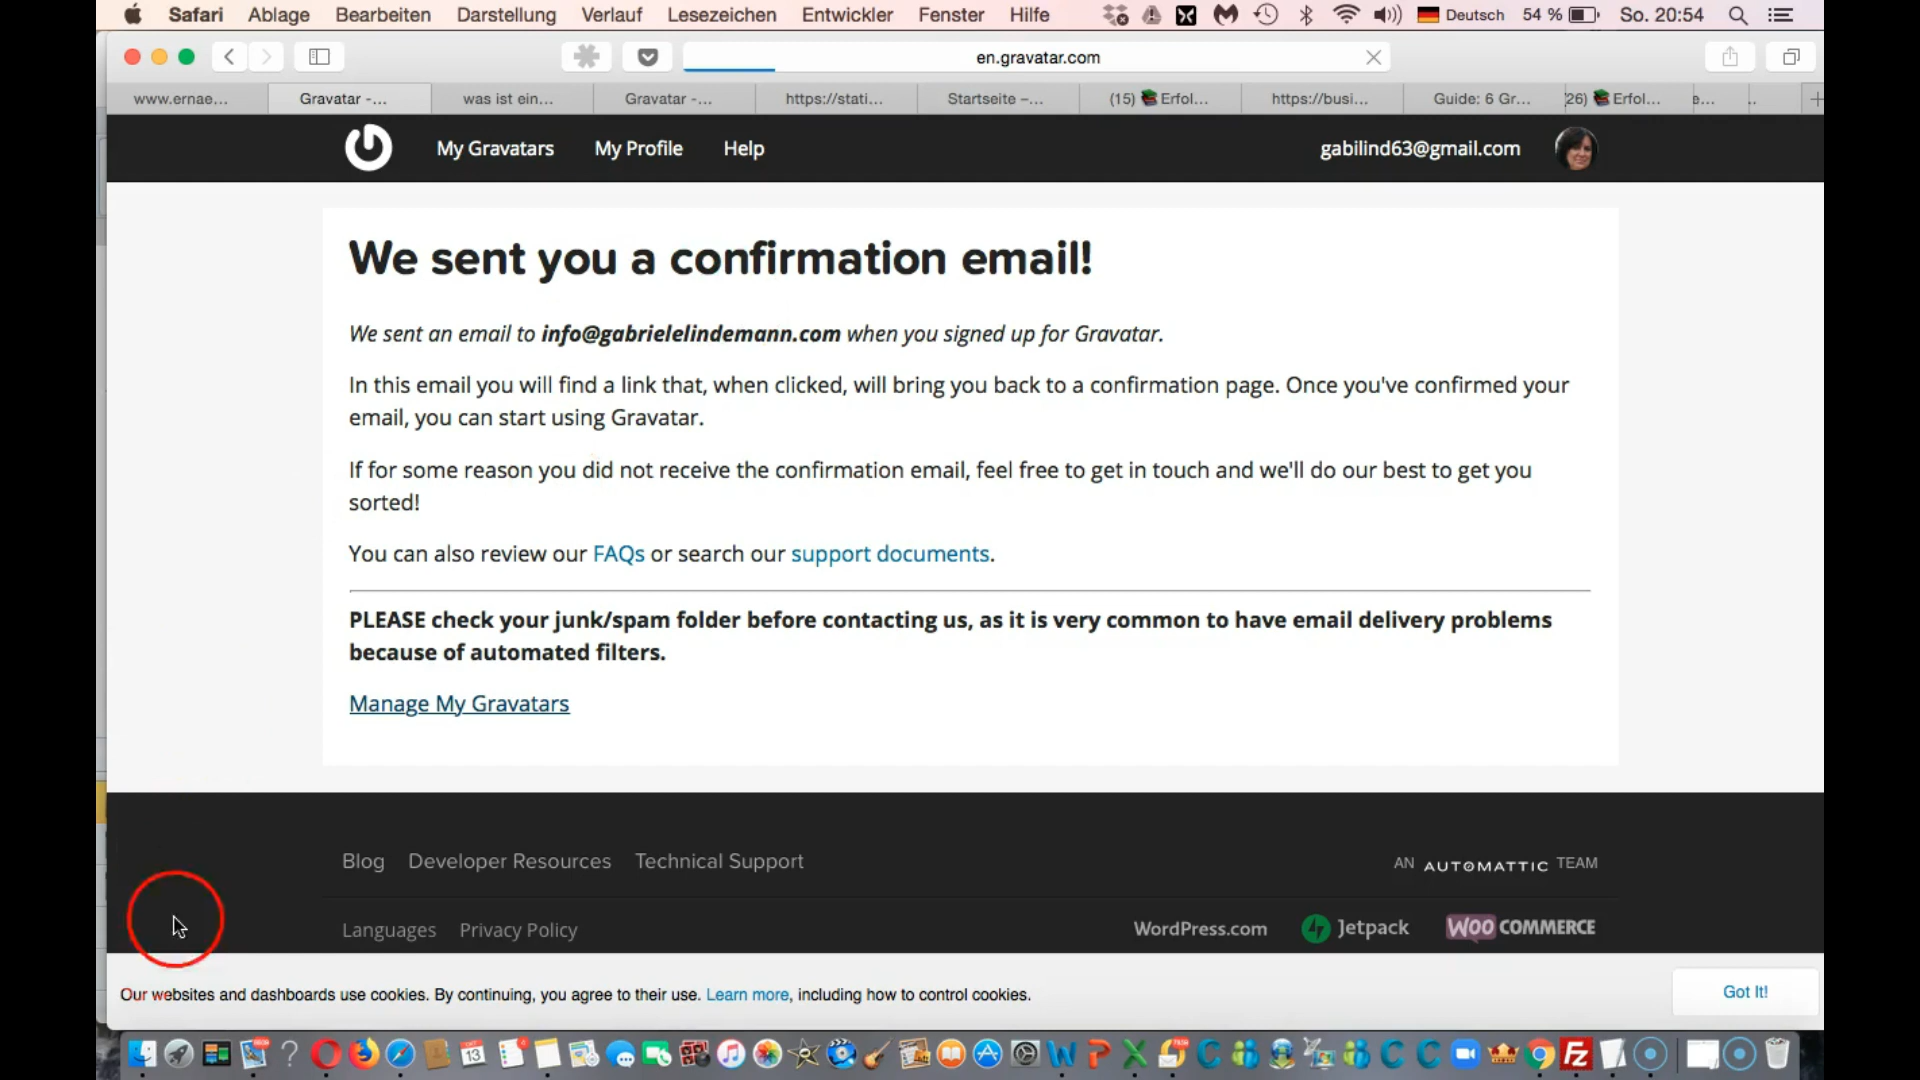 Safari Ablage Bearbeiten Darstellung Verlauf Lesezeichen Entwickler Fenster Hilfe Deutsch 54 % So. 20:54
en.gravatar.com
www.ernae... Gravatar -... was ist ein... Gravatar -... https://stati... Startseite –... (15) Erfol... https://busi... Guide: 6 Gr... 26) Erfol...
My Gravatars My Profile Help gabilind63@gmail.com
We sent you a confirmation email!
We sent an email to info@gabrielelindemann.com when you signed up for Gravatar.
In this email you will find a link that, when clicked, will bring you back to a confirmation page. Once you've confirmed your
email, you can start using Gravatar.
If for some reason you did not receive the confirmation email, feel free to get in touch and we'll do our best to get you
sorted!
You can also review our FAQs or search our support documents.
PLEASE check your junk/spam folder before contacting us, as it is very common to have email delivery problems
because of automated filters.
Manage My Gravatars
Blog Developer Resources Technical Support AN AUTOMATTIC TEAM
Languages Privacy Policy WordPress.com Jetpack WOO COMMERCE
Our websites and dashboards use cookies. By continuing, you agree to their use. Learn more, including how to control cookies. Got It!